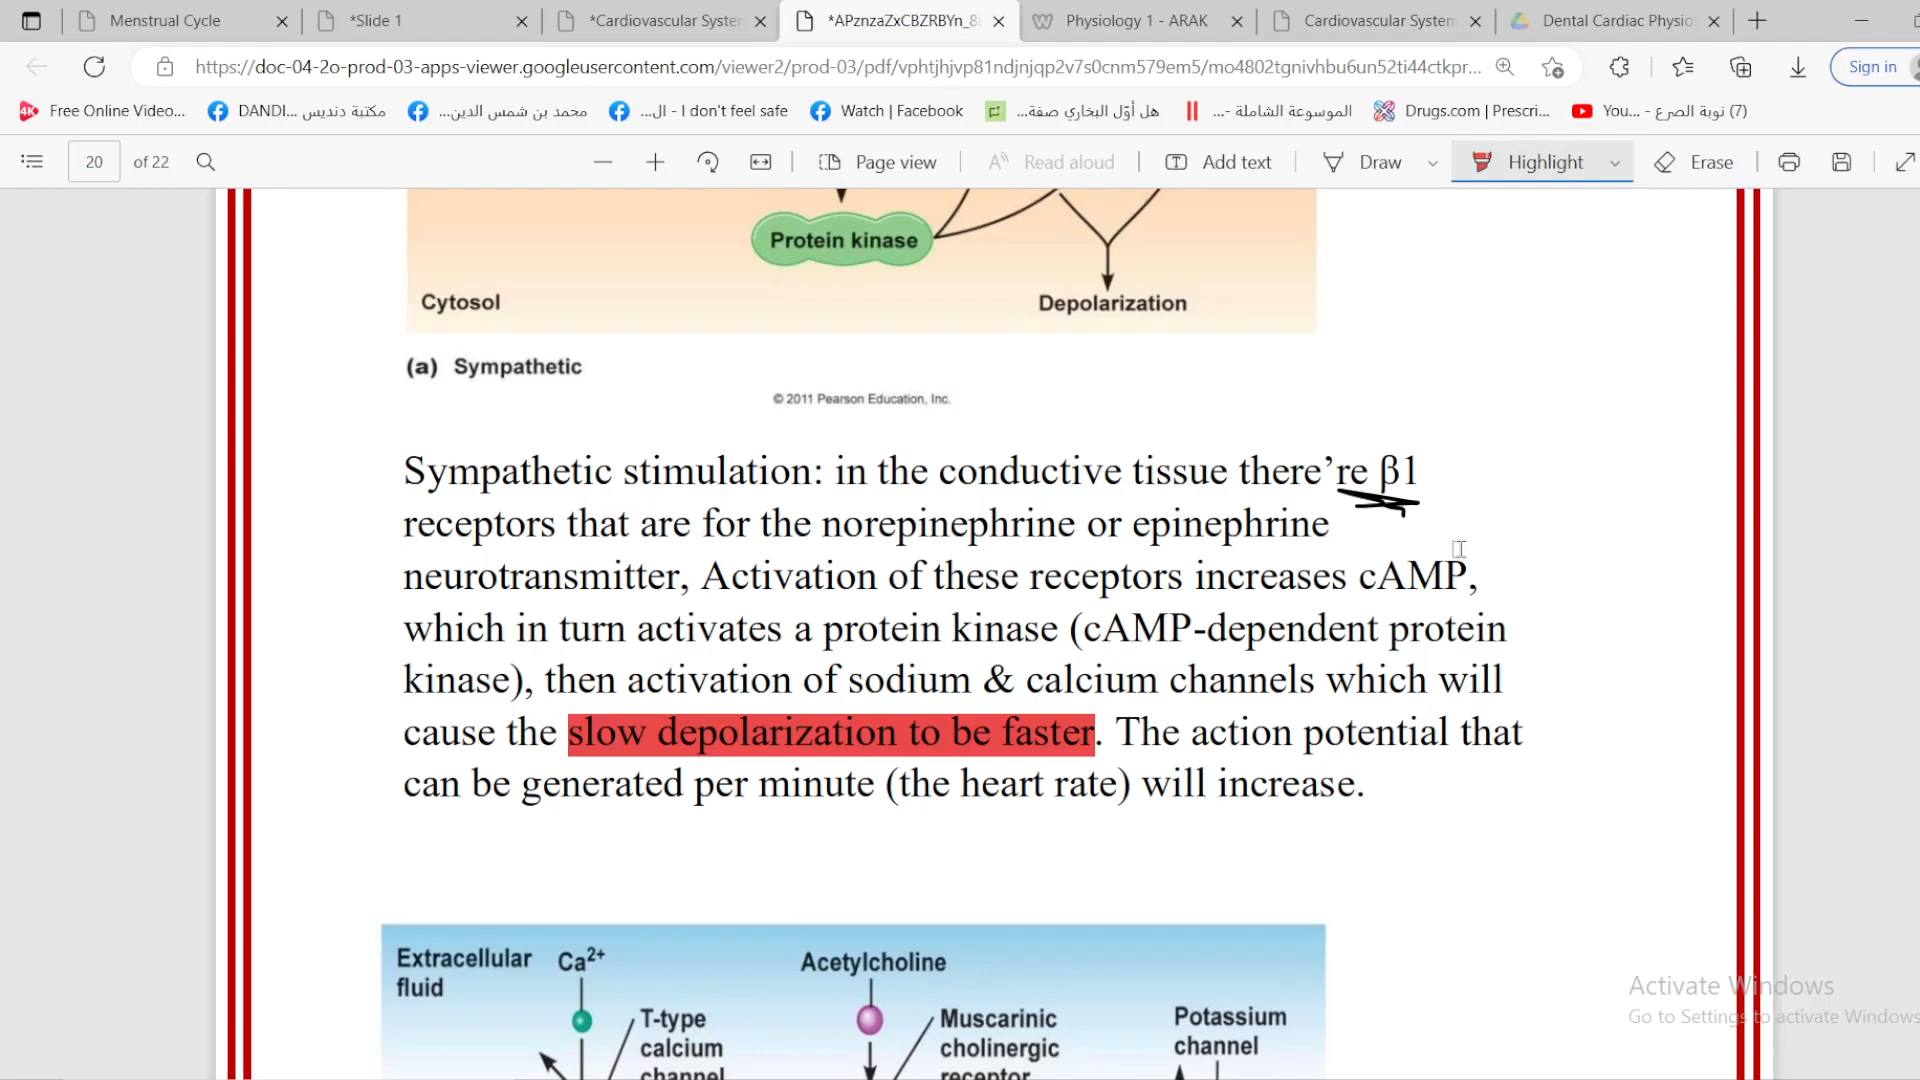 Menstrual Cycle
*Slide 1
*Cardiovascular Syster
*APznzaZxCBZRBYn_8
Physiology 1 - ARAK
Cardiovascular System
Dental Cardiac Physio
https://doc-04-2o-prod-03-apps-viewer.googleusercontent.com/viewer2/prod-03/pdf/vphtjhjvp81ndjnjqp2v7s0cnm579em5/mo4802tgnivhbu6un52ti44ctkpr...
Sign in
4K
Free Online Video...
مكتبة دنديس ...DANDI
محمد بن شمس الدين...
ال... - I don't feel safe
Watch | Facebook
هل أوّل البخاري صفة...
الموسوعة الشاملة -...
Drugs.com | Prescri...
(7) نوبة الصرع - ...You
20
of 22
Page view
Read aloud
Add text
Draw
Highlight
Erase
Protein kinase
Cytosol
Depolarization
(a) Sympathetic
© 2011 Pearson Education, Inc.
Sympathetic stimulation: in the conductive tissue there’re β1
receptors that are for the norepinephrine or epinephrine
neurotransmitter, Activation of these receptors increases cAMP,
which in turn activates a protein kinase (cAMP-dependent protein
kinase), then activation of sodium & calcium channels which will
cause the slow depolarization to be faster. The action potential that
can be generated per minute (the heart rate) will increase.
Extracellular
fluid
Ca2+
Acetylcholine
T-type
calcium
channel
Muscarinic
cholinergic
receptor
Potassium
channel
Activate Windows
Go to Settings to activate Windows